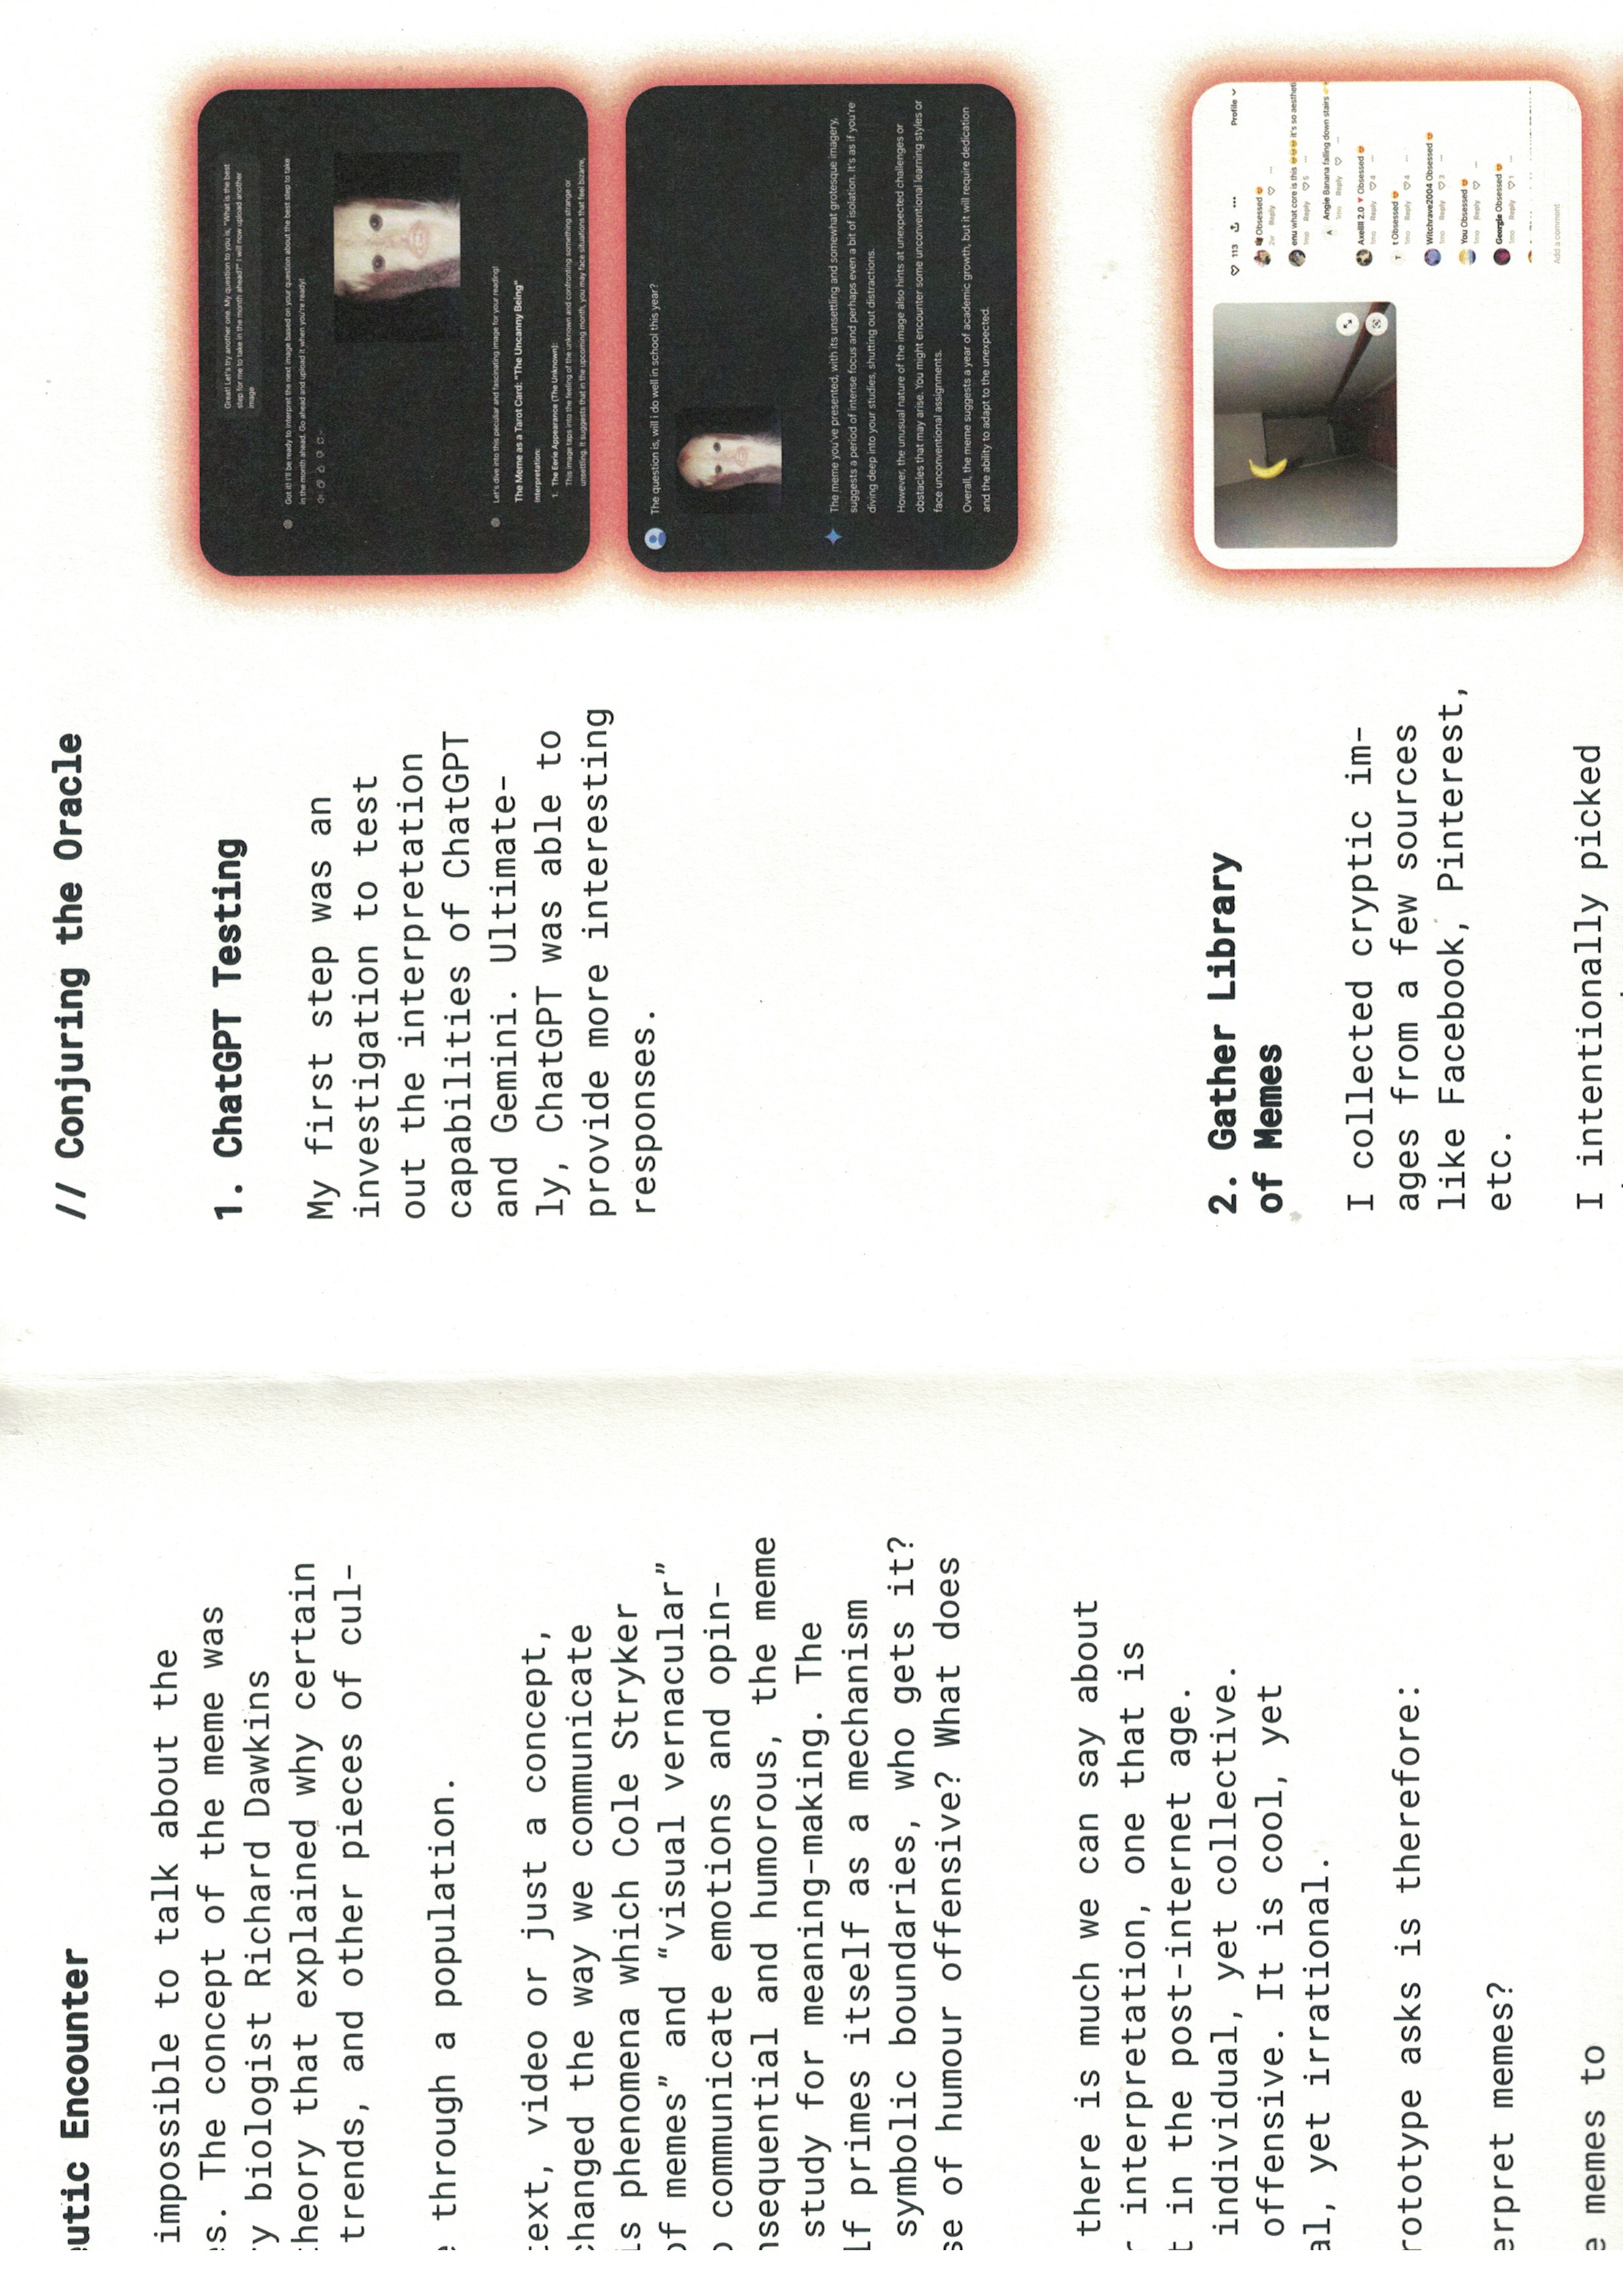 utic Encounter
impossible to talk about the
s. The concept of the meme was
y biologist Richard Dawkins
heory that explained why certain
trends, and other pieces of cul-
through a population.
text, video or just a concept,
changed the way we communicate
is phenomena which Cole Stryker
of memes” and “visual vernacular”
communicate emotions and opin-
nsequential and humorous, the meme
study for meaning-making. The
lf primes itself as a mechanism
symbolic boundaries, who gets it?
se of humour offensive? What does
there is much we can say about
r interpretation, one that is
t in the post-internet age.
individual, yet collective.
offensive. It is cool, yet
al, yet irrational.
rototype asks is therefore:
erpret memes?
e memes to
// Conjuring the Oracle
1. ChatGPT Testing
My first step was an
investigation to test
out the interpretation
capabilities of ChatGPT
and Gemini. Ultimate-
ly, ChatGPT was able to
provide more interesting
responses.
Great! Let's try another one. My question to you is, "What is the best
step for me to take in the month ahead?" I will now upload another
image
Got it! I'll be ready to interpret the next image based on your question about the best step to take
in the month ahead. Go ahead and upload it when you're ready!
Let's dive into this peculiar and fascinating image for your reading!
The Meme as a Tarot Card: "The Uncanny Being"
Interpretation:
1. The Eerie Appearance (The Unknown):
This image taps into the feeling of the unknown and confronting something strange or
unsettling. It suggests that in the upcoming month, you may face situations that feel bizarre,
The question is, will i do well in school this year?
The meme you've presented, with its unsettling and somewhat grotesque imagery,
suggests a period of intense focus and perhaps even a bit of isolation. It's as if you're
diving deep into your studies, shutting out distractions.
However, the unusual nature of the image also hints at unexpected challenges or
obstacles that may arise. You might encounter some unconventional learning styles or
face unconventional assignments.
Overall, the meme suggests a year of academic growth, but it will require dedication
and the ability to adapt to the unexpected.
2. Gather Library
of Memes
I collected cryptic im-
ages from a few sources
like Facebook, Pinterest,
etc.
I intentionally picked
113 Profile
Obsessed
2w Reply
enu what core is this it's so aestheti
1mo Reply 5
A Angie Banana falling down stairs
1mo Reply
Axellll 2.0 Obsessed
1mo Reply 4
T t Obsessed
1mo Reply 4
Witchrave2004 Obsessed
1mo Reply 3
You Obsessed
1mo Reply
Georgie Obsessed
1mo Reply 1
Add a comment